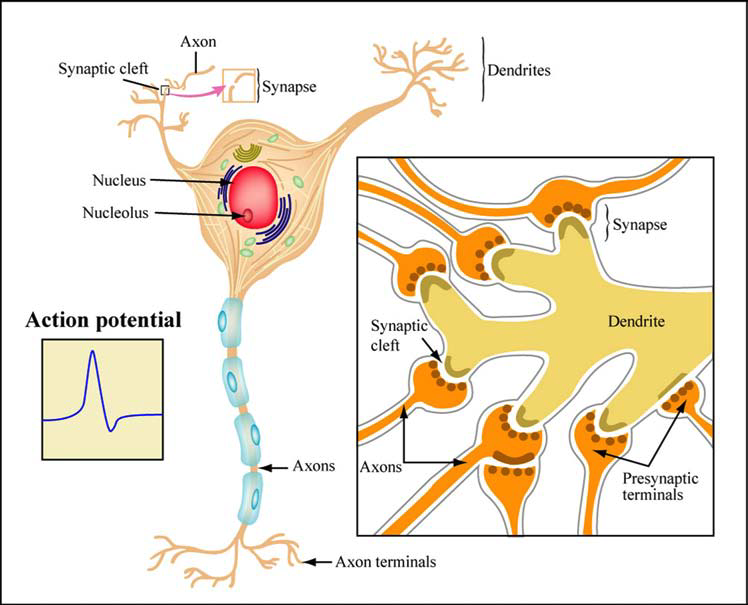 Axon
Synaptic cleft
Synapse
Dendrites
Nucleus
Nucleolus
Action potential
Axons
Axon terminals
Synapse
Dendrite
Synaptic
cleft
Axons
Presynaptic
terminals